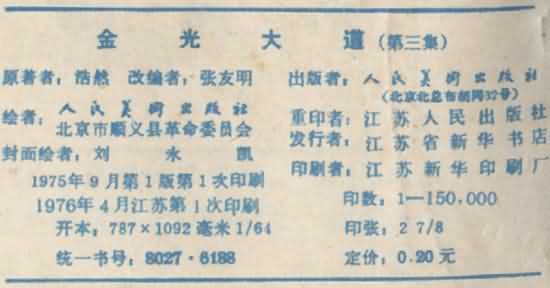 金光大道(第三集)
原著者：浩然 改编者：张友明
绘者：人民美术出版社
北京市顺义县革命委员会
封面绘者：刘永凯
1975年9月第1版第1次印刷
1976年4月江苏第1次印刷
开本：787×1092毫米1/64
统一书号：8027·6188
出版者：人民美术出版社
(北京北总布胡同32号)
重印者：江苏人民出版社
发行者：江苏省新华书店
印刷者：江苏新华印刷厂
印数：1—150,000
印张：2 7/8
定价：0.20元